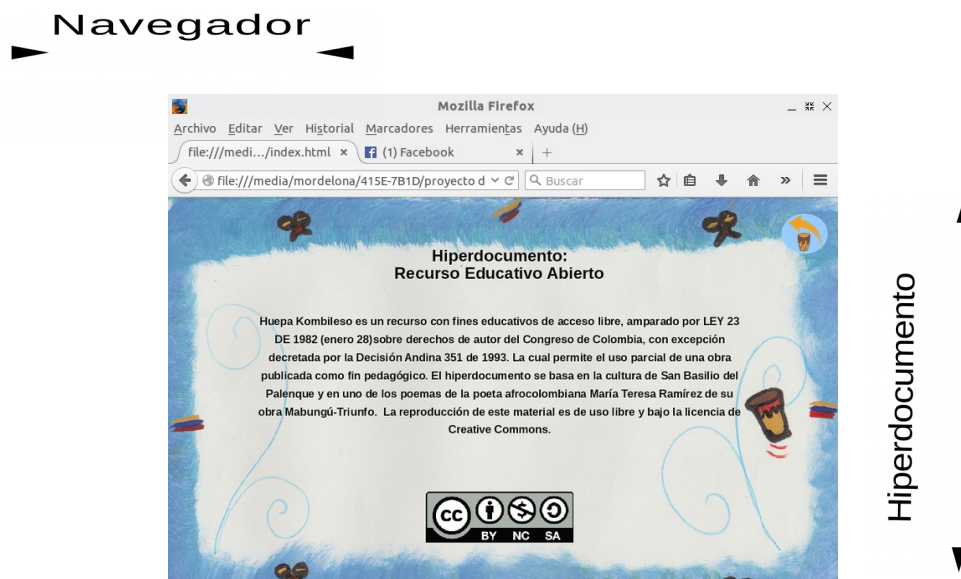 Navegador
Mozilla Firefox
Archivo Editar Ver Historial Marcadores Herramientas Ayuda (H)
file:///medi.../index.html × (1) Facebook × +
file:///media/mordelona/415E-7B1D/proyecto d Buscar
Hiperdocumento:
Recurso Educativo Abierto
Huepa Kombileso es un recurso con fines educativos de acceso libre, amparado por LEY 23
DE 1982 (enero 28)sobre derechos de autor del Congreso de Colombia, con excepción
decretada por la Decisión Andina 351 de 1993. La cual permite el uso parcial de una obra
publicada como fin pedagógico. El hiperdocumento se basa en la cultura de San Basilio del
Palenque y en uno de los poemas de la poeta afrocolombiana María Teresa Ramírez de su
obra Mabungú-Triunfo. La reproducción de este material es de uso libre y bajo la licencia de
Creative Commons.
cc
BY NC SA
Hiperdocumento